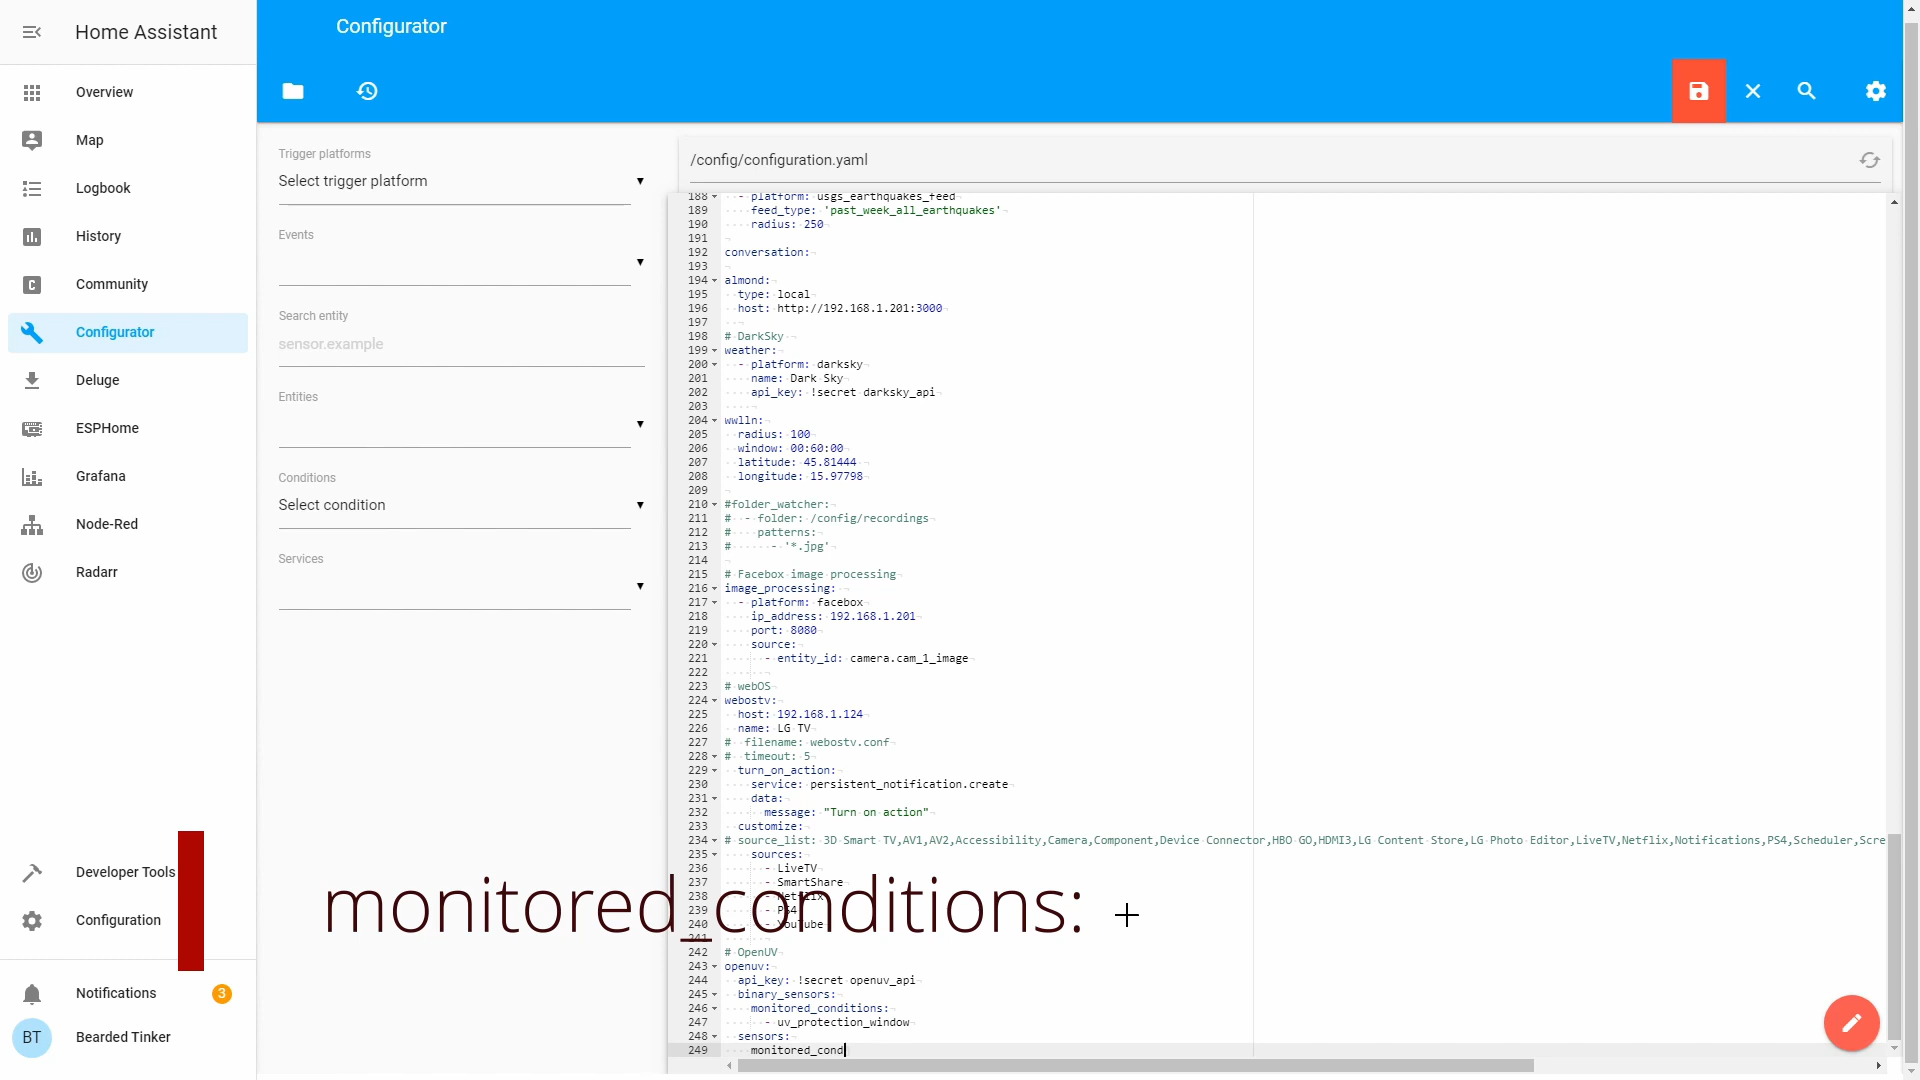 Home Assistant
Configurator
Overview
Map
Logbook
History
C
Community
Configurator
Deluge
ESPHome
Grafana
Node-Red
Radarr
Developer Tools
Configuration
Notifications
3
BT
Bearded Tinker
Trigger platforms
Select trigger platform
Events
Search entity
sensor.example
Entities
Conditions
Select condition
Services
/config/configuration.yaml
188 - platform: usgs_earthquakes_feed
189 feed_type: 'past_week_all_earthquakes'
190 radius: 250
191
192 conversation:
193
194 almond:
195 type: local
196 host: http://192.168.1.201:3000
197
198 # DarkSky
199 weather:
200 - platform: darksky
201 name: Dark Sky
202 api_key: !secret darksky_api
203
204 wwlln:
205 radius: 100
206 window: 00:60:00
207 latitude: 45.81444
208 longitude: 15.97798
209
210 #folder_watcher:
211 # - folder: /config/recordings
212 # patterns:
213 # - '*.jpg'
214
215 # Facebox image processing
216 image_processing:
217 - platform: facebox
218 ip_address: 192.168.1.201
219 port: 8080
220 source:
221 - entity_id: camera.cam_1_image
222
223 # webOS
224 webostv:
225 host: 192.168.1.124
226 name: LG TV
227 # filename: webostv.conf
228 # timeout: 5
229 turn_on_action:
230 service: persistent_notification.create
231 data:
232 message: "Turn on action"
233 customize:
234 # source_list: 3D Smart TV,AV1,AV2,Accessibility,Camera,Component,Device Connector,HBO GO,HDMI3,LG Content Store,LG Photo Editor,LiveTV,Netflix,Notifications,PS4,Scheduler,Scre
235 sources:
236 - LiveTV
237 - SmartShare
238 - Netflix
239 - PS4
240 - YouTube
241
242 # OpenUV
243 openuv:
244 api_key: !secret openuv_api
245 binary_sensors:
246 monitored_conditions:
247 - uv_protection_window
248 sensors:
249 monitored_cond
monitored_conditions: